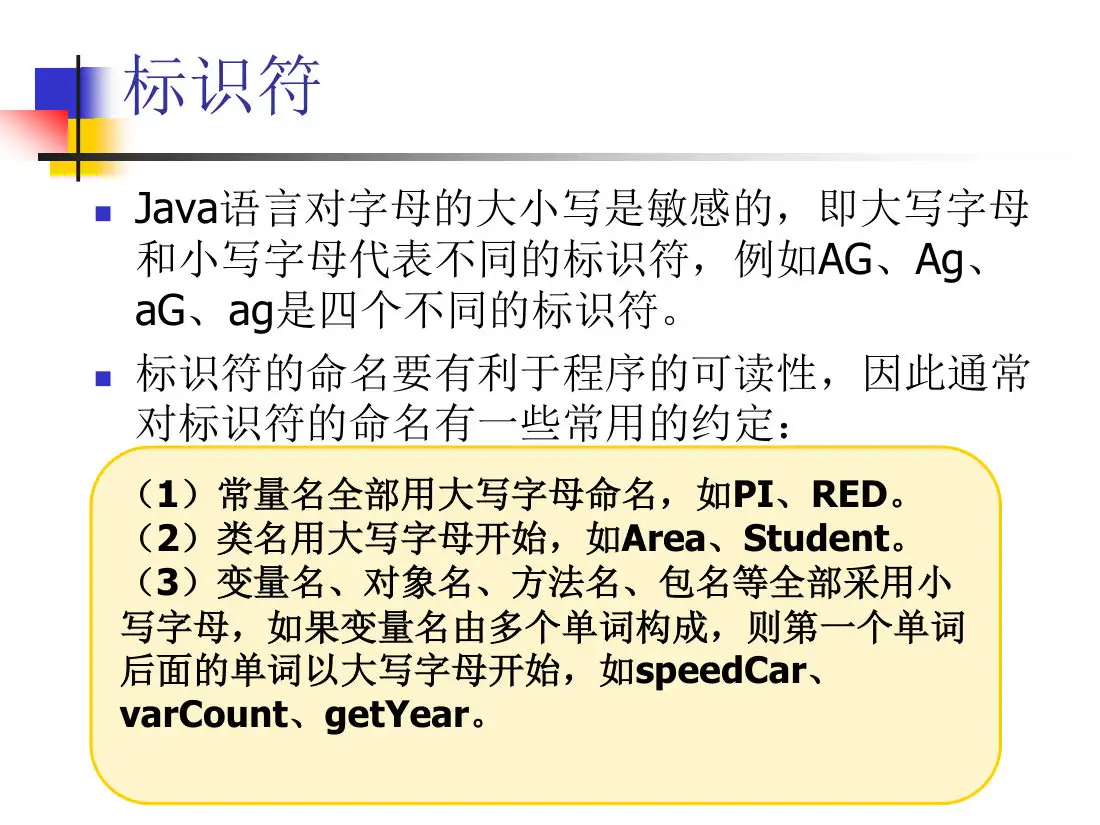 标识符
Java语言对字母的大小写是敏感的，即大写字母
和小写字母代表不同的标识符，例如AG、Ag、
aG、ag是四个不同的标识符。
标识符的命名要有利于程序的可读性，因此通常
对标识符的命名有一些常用的约定：
（1）常量名全部用大写字母命名，如PI、RED。
（2）类名用大写字母开始，如Area、Student。
（3）变量名、对象名、方法名、包名等全部采用小
写字母，如果变量名由多个单词构成，则第一个单词
后面的单词以大写字母开始，如speedCar、
varCount、getYear。